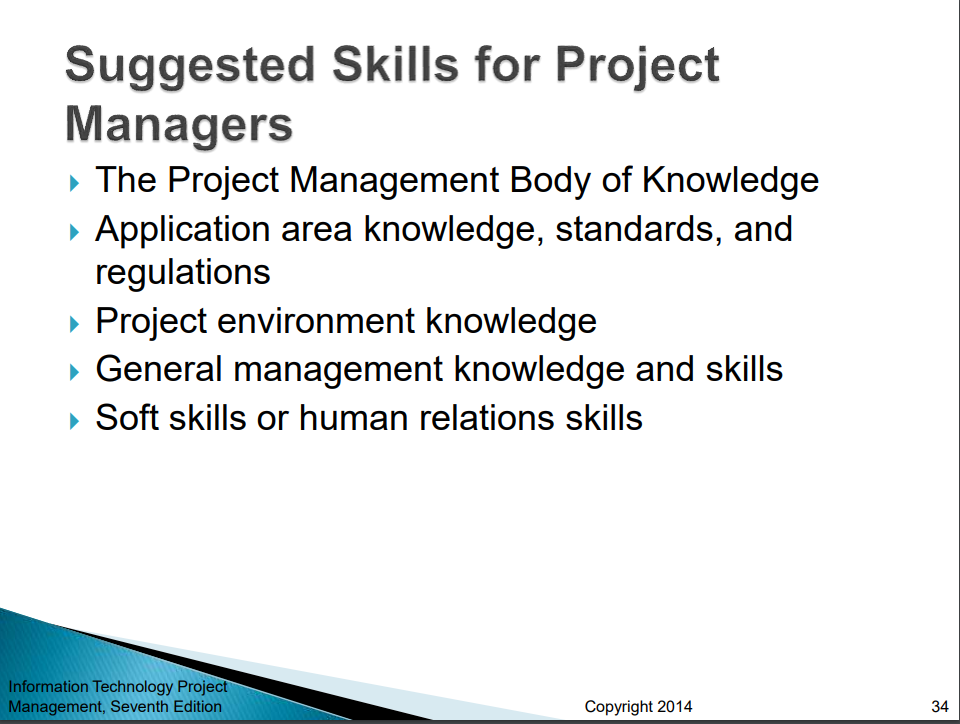 Suggested Skills for Project
Managers
The Project Management Body of Knowledge
Application area knowledge, standards, and
regulations
Project environment knowledge
General management knowledge and skills
Soft skills or human relations skills
Information Technology Project
Management, Seventh Edition
Copyright 2014
34